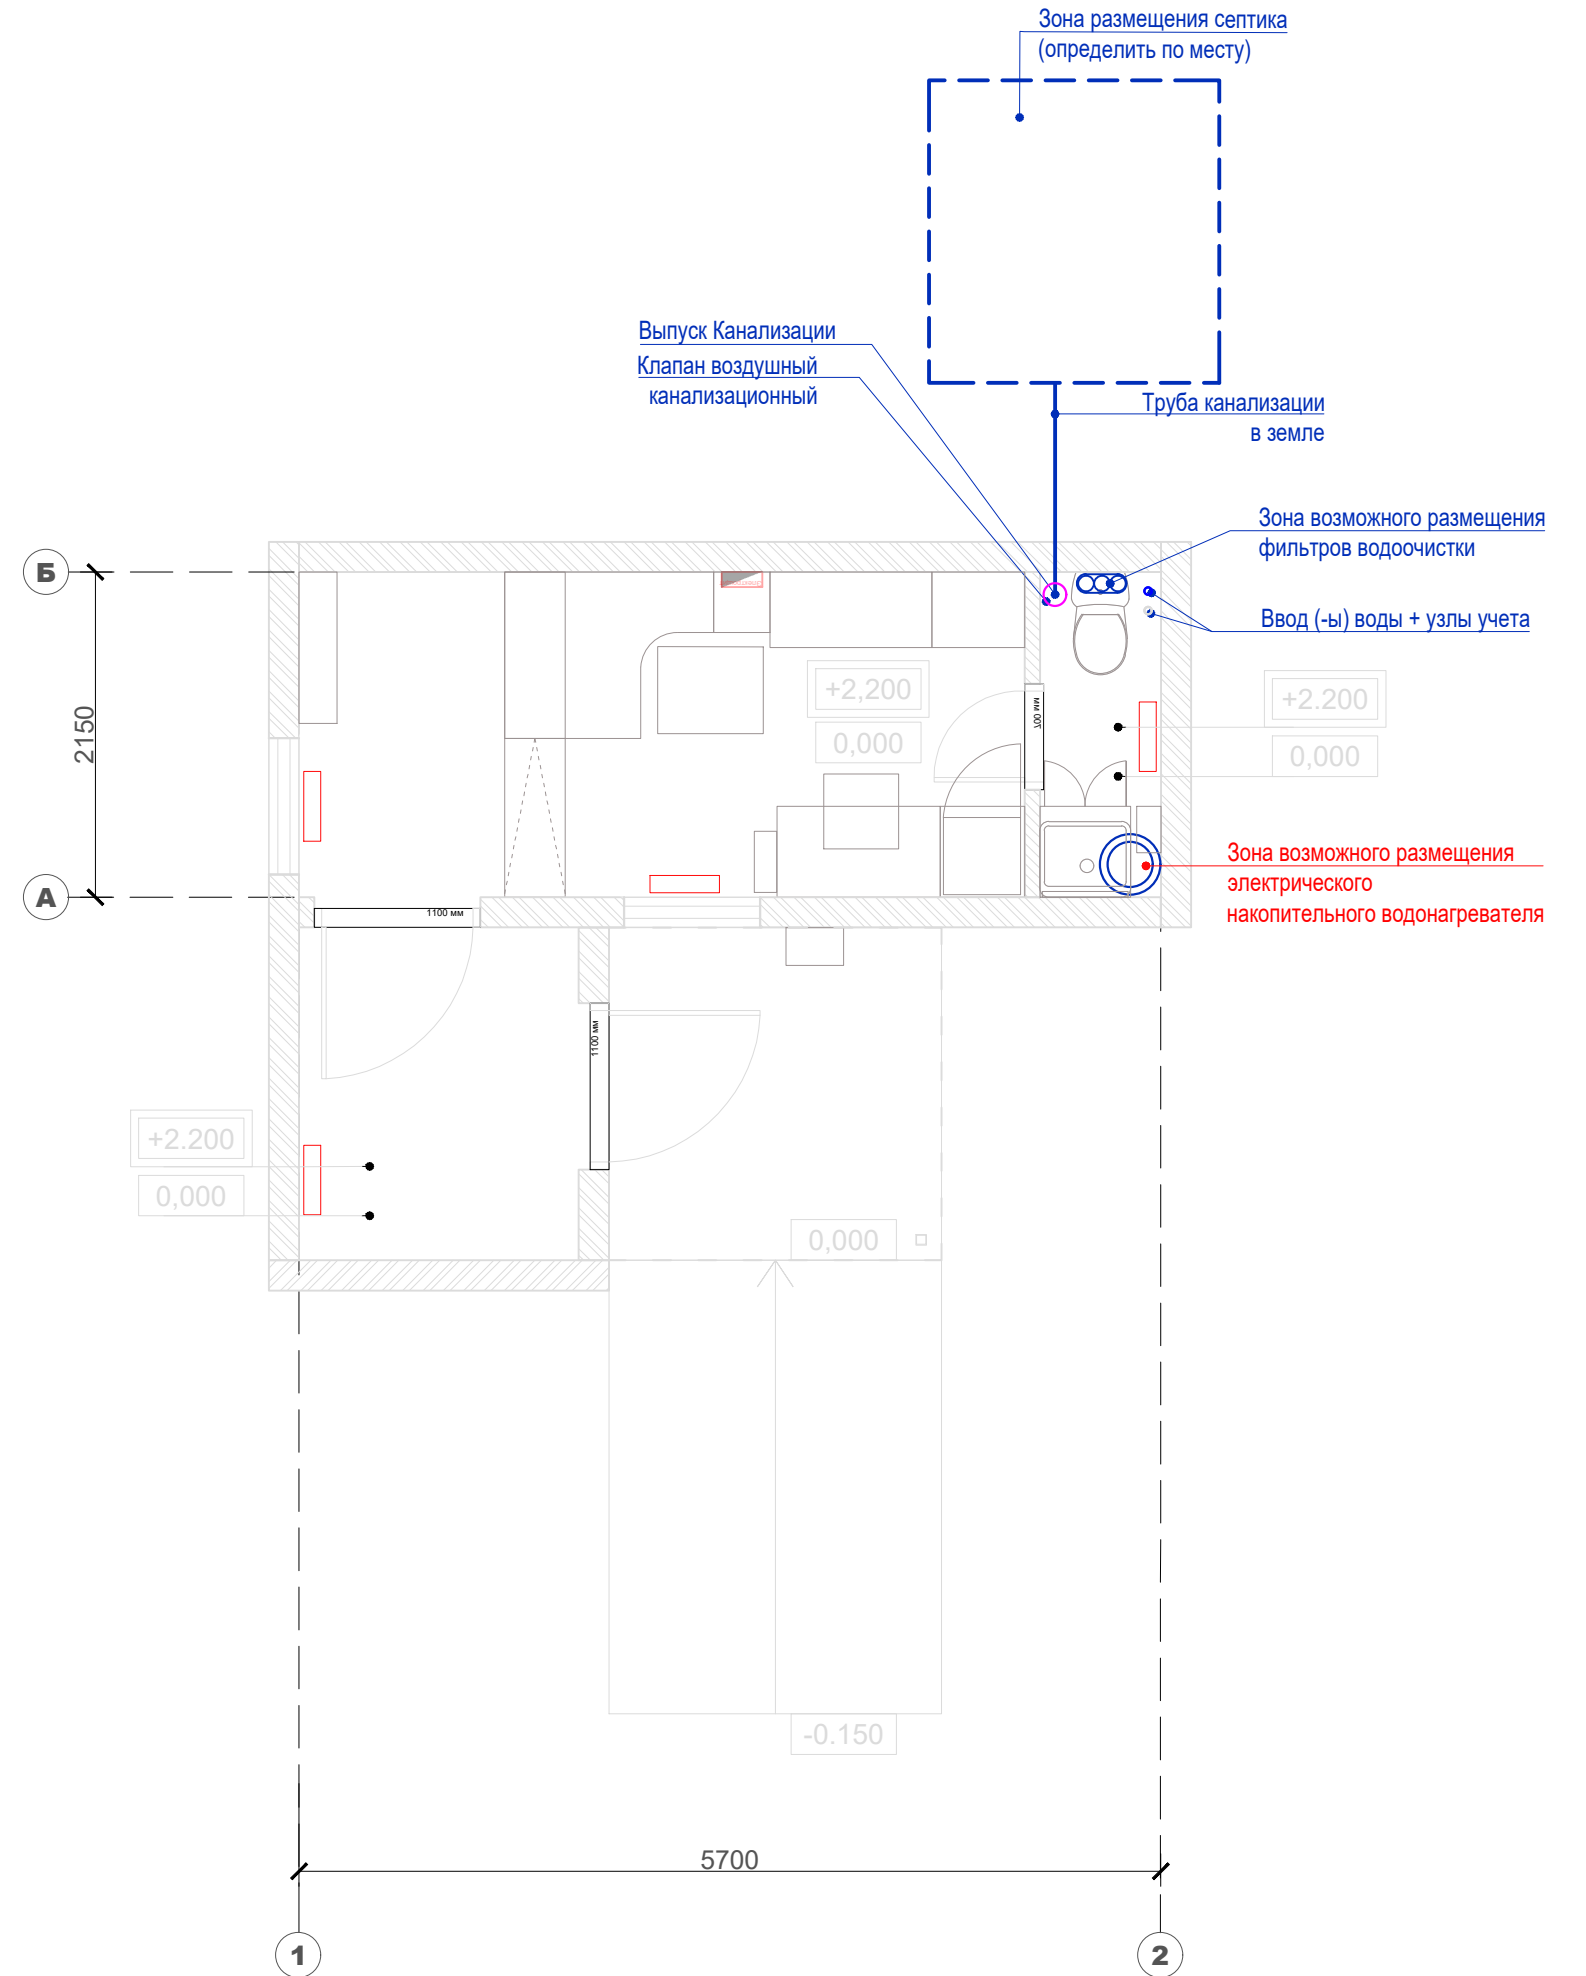 Зона размещения септика
(определить по месту)
Выпуск Канализации
Клапан воздушный
канализационный
Труба канализации
в земле
Зона возможного размещения
фильтров водоочистки
Ввод (-ы) воды + узлы учета
Б
2150
А
+2,200
0,000
700 мм
+2.200
0,000
Зона возможного размещения
электрического
накопительного водонагревателя
1100 мм
1100 мм
+2.200
0,000
0,000
-0.150
5700
1
2